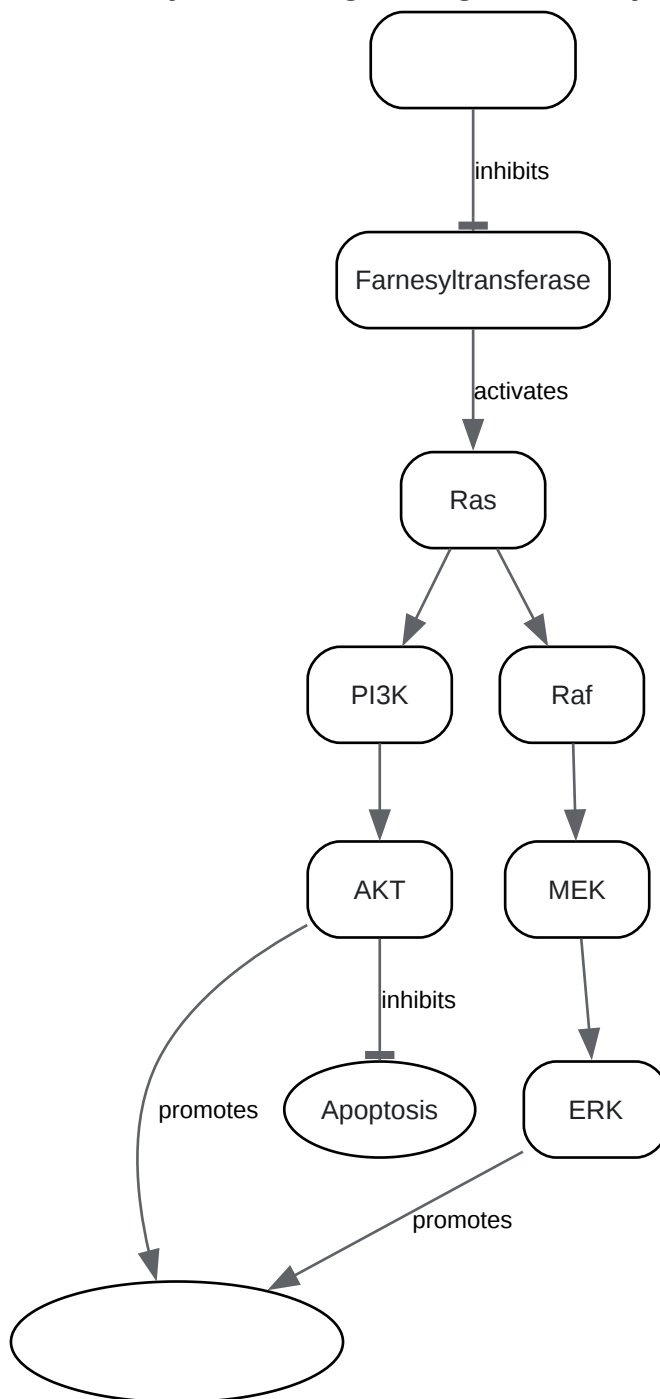 inhibits
Farnesyltransferase
activates
Ras
PI3K
Raf
AKT
MEK
inhibits
promotes
Apoptosis
ERK
promotes